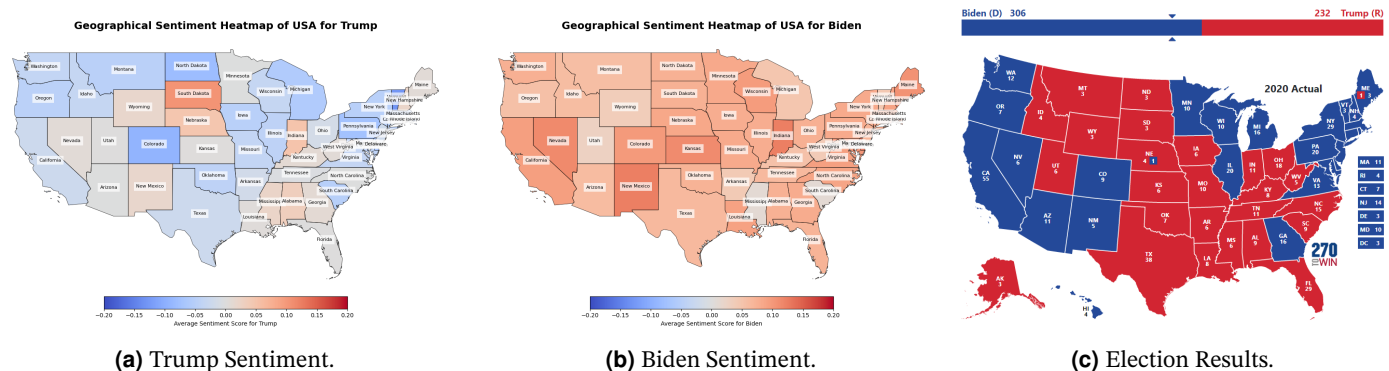 Geographical Sentiment Heatmap of USA for Trump
Washington
Montana
North Dakota
Minnesota
Maine
Oregon
Idaho
Wyoming
South Dakota
Wisconsin
Michigan
New York
New Hampshire
Massachusetts
Nebraska
Iowa
Pennsylvania
New Jersey
Nevada
Utah
Colorado
Kansas
Missouri
Illinois
Indiana
Ohio
Delaware
West Virginia
Virginia
California
Kentucky
Arizona
New Mexico
Oklahoma
Arkansas
Tennessee
North Carolina
South Carolina
Texas
Louisiana
Mississippi
Alabama
Georgia
Florida
−0.20 −0.15 −0.10 −0.05 0.00 0.05 0.10 0.15 0.20
Average Sentiment Score for Trump
(a) Trump Sentiment.
Geographical Sentiment Heatmap of USA for Biden
Washington
Montana
North Dakota
Minnesota
Maine
Oregon
Idaho
Wyoming
South Dakota
Wisconsin
Michigan
New York
New Hampshire
Massachusetts
Nebraska
Iowa
Pennsylvania
New Jersey
Nevada
Utah
Colorado
Kansas
Missouri
Illinois
Indiana
Ohio
Delaware
West Virginia
Virginia
California
Kentucky
Arizona
New Mexico
Oklahoma
Arkansas
Tennessee
North Carolina
South Carolina
Texas
Louisiana
Mississippi
Alabama
Georgia
Florida
−0.20 −0.15 −0.10 −0.05 0.00 0.05 0.10 0.15 0.20
Average Sentiment Score for Biden
(b) Biden Sentiment.
Biden (D) 306
232 Trump (R)
2020 Actual
WA
12
OR
7
CA
55
NV
6
ID
4
MT
3
WY
3
UT
6
AZ
11
CO
9
NM
5
ND
3
SD
3
NE
4 1
KS
6
OK
7
TX
38
MN
10
IA
6
MO
10
AR
6
LA
8
WI
10
IL
20
MI
16
IN
11
OH
18
KY
8
TN
11
MS
6
AL
9
GA
16
FL
29
SC
9
NC
15
VA
13
WV
5
PA
20
NY
29
VT
3
NH
4
ME
1 3
AK
3
HI
4
MA 11
RI 4
CT 7
NJ 14
DE 3
MD 10
DC 3
270
TO WIN
(c) Election Results.